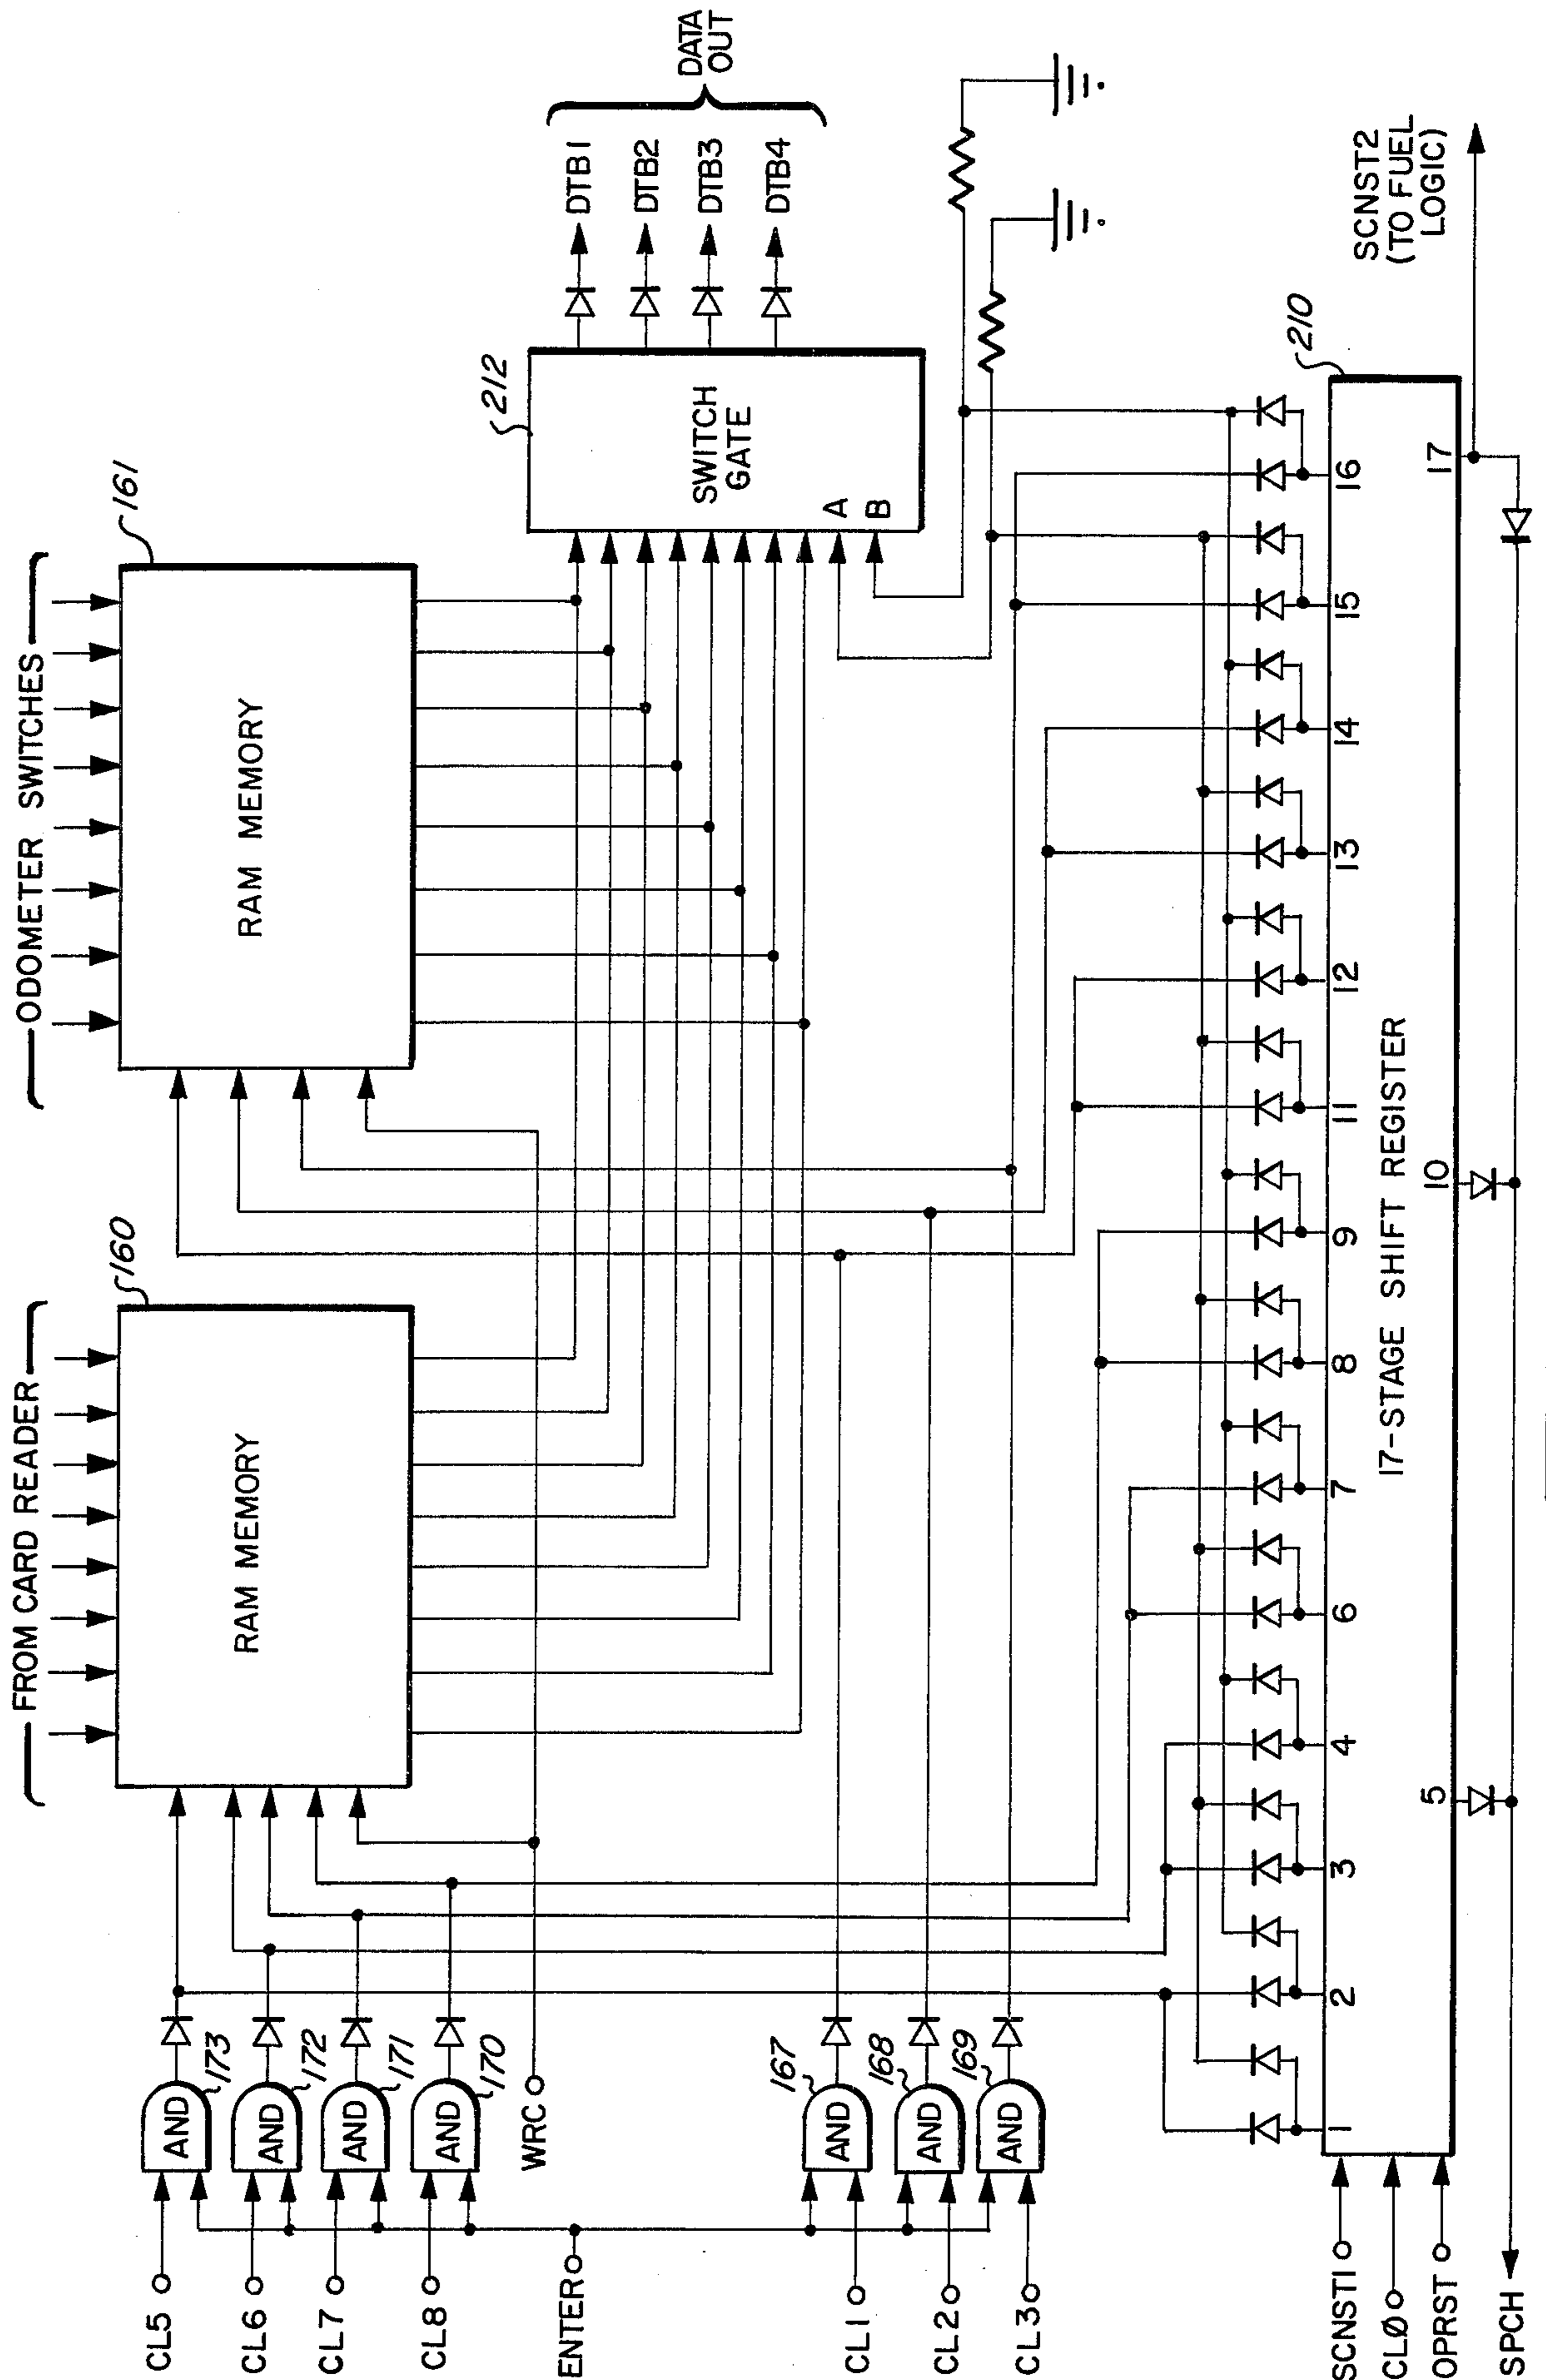 ODOMETER SWITCHES
FROM CARD READER
161
160
RAM MEMORY
RAM MEMORY
CL5
AND
173
CL6
AND
172
CL7
AND
171
CL8
AND
170
WRC
ENTER
CL1
AND
167
CL2
AND
168
CL3
AND
169
212
SWITCH
GATE
A
B
DTB1
DTB2
DTB3
DTB4
DATA
OUT
SCNST1
CLØ
OPRST
SPCH
1
2
3
4
6
7
8
9
11
12
13
14
15
16
210
17-STAGE SHIFT REGISTER
5
10
17
SCNST2
(TO FUEL
LOGIC)